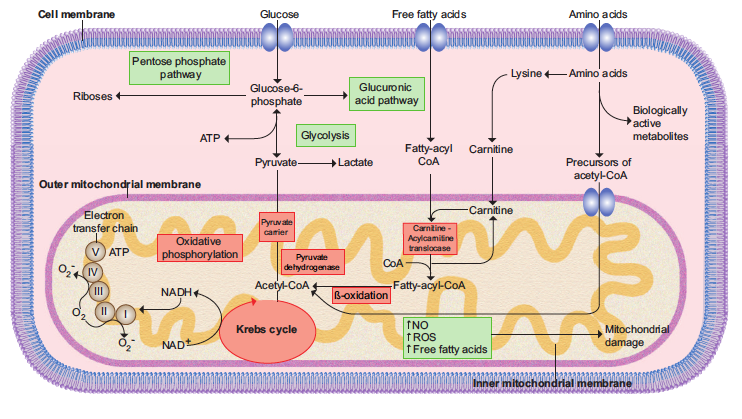 Cell membrane
Glucose
Free fatty acids
Amino acids
Pentose phosphate
pathway
Lysine
Amino acids
Riboses
Glucose-6-
phosphate
Glucuronic
acid pathway
Biologically
active
metabolites
ATP
Glycolysis
Fatty-acyl
CoA
Carnitine
Pyruvate
Lactate
Precursors of
acetyl-CoA
Outer mitochondrial membrane
Electron
transfer chain
Pyruvate
carrier
Carnitine
Carnitine -
Acylcarnitine
translocase
Oxidative
phosphorylation
V
ATP
Pyruvate
dehydrogenase
CoA
O2-
IV
III
NADH
Acetyl-CoA
ß-oxidation
Fatty-acyl-CoA
O2
II
I
Krebs cycle
↑NO
↑ROS
↑Free fatty acids
Mitochondrial
damage
O2-
NAD+
Inner mitochondrial membrane